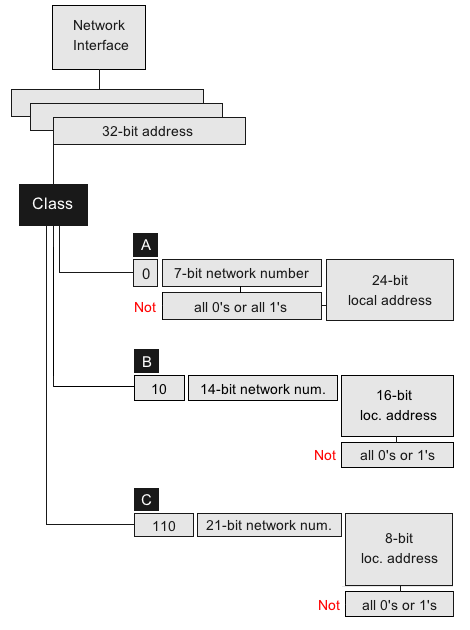 Network
Interface
32-bit address
Class
A
0
7-bit network number
24-bit
local address
Not
all 0's or all 1's
B
10
14-bit network num.
16-bit
loc. address
Not
all 0's or 1's
C
110
21-bit network num.
8-bit
loc. address
Not
all 0's or 1's